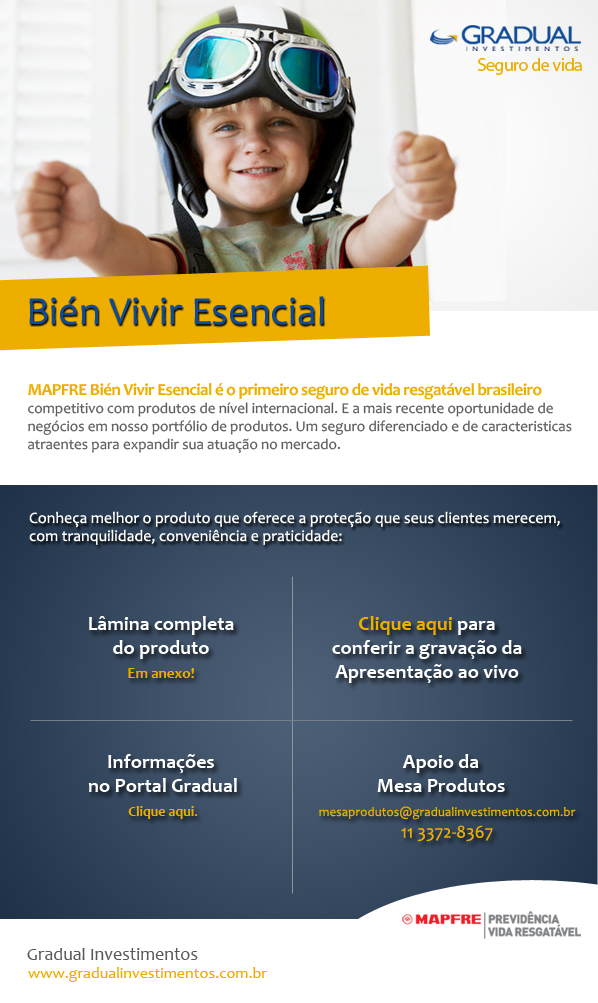 GRADUAL
INVESTIMENTOS
Seguro de vida
Bién Vivir Esencial
MAPFRE Bién Vivir Esencial é o primeiro seguro de vida resgatável brasileiro
competitivo com produtos de nível internacional. E a mais recente oportunidade de
negócios em nosso portfólio de produtos. Um seguro diferenciado e de caracteristicas
atraentes para expandir sua atuação no mercado.
Conheça melhor o produto que oferece a proteção que seus clientes merecem,
com tranquilidade, conveniência e praticidade:
Lâmina completa
do produto
Em anexo!
Clique aqui para
conferir a gravação da
Apresentação ao vivo
Informações
no Portal Gradual
Clique aqui.
Apoio da
Mesa Produtos
mesaprodutos@gradualinvestimentos.com.br
11 3372-8367
MAPFRE PREVIDÊNCIA
VIDA RESGATÁVEL
Gradual Investimentos
www.gradualinvestimentos.com.br